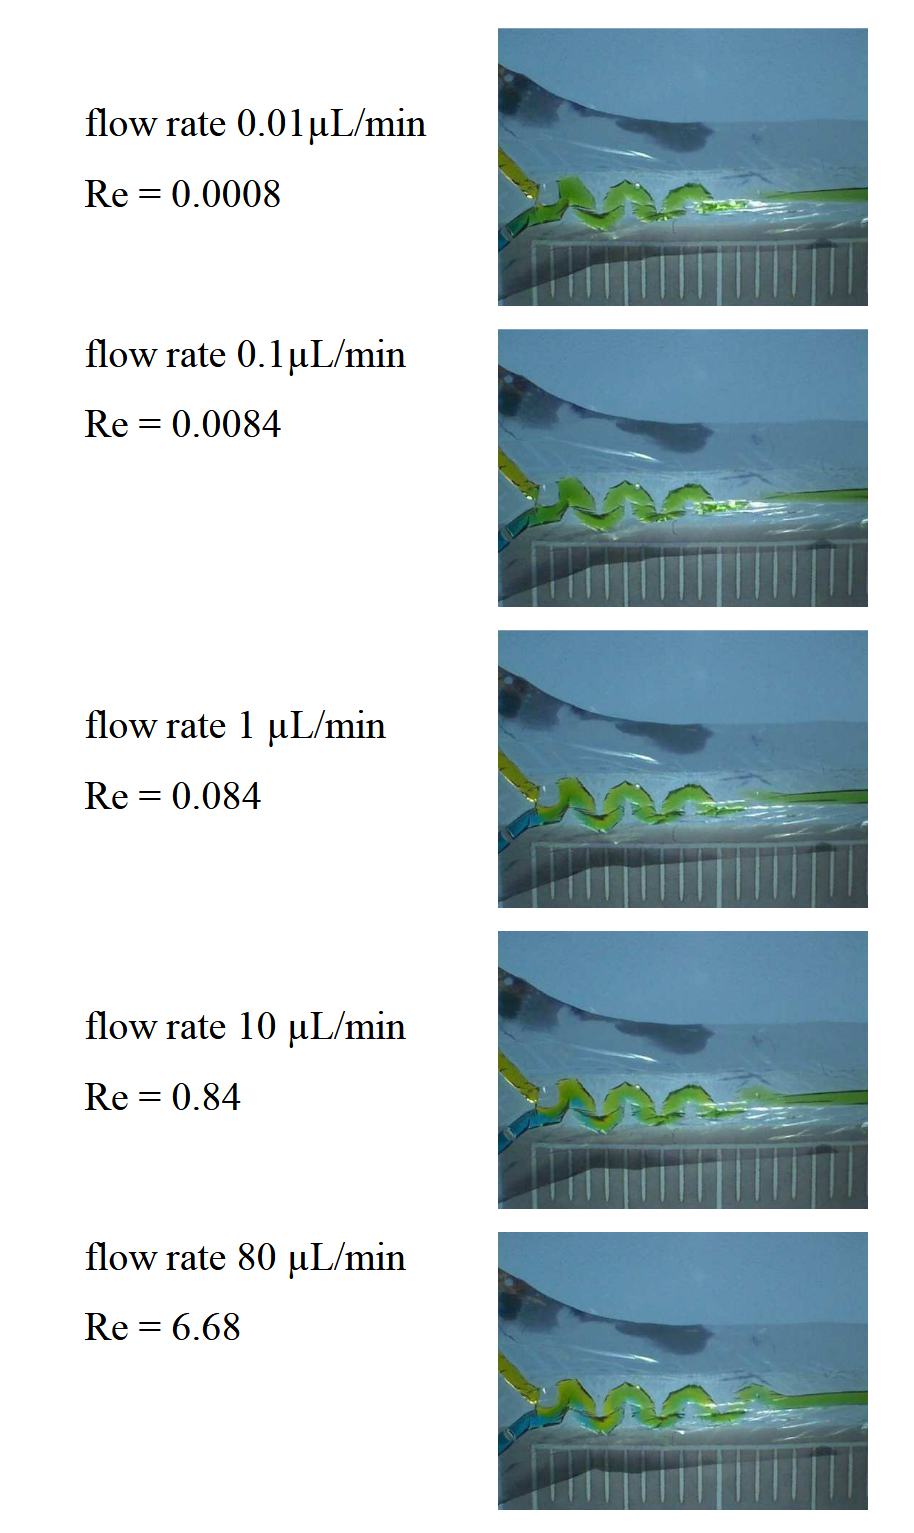 flow rate 0.01µL/min
Re = 0.0008
flow rate 0.1µL/min
Re = 0.0084
flow rate 1 µL/min
Re = 0.084
flow rate 10 µL/min
Re = 0.84
flow rate 80 µL/min
Re = 6.68